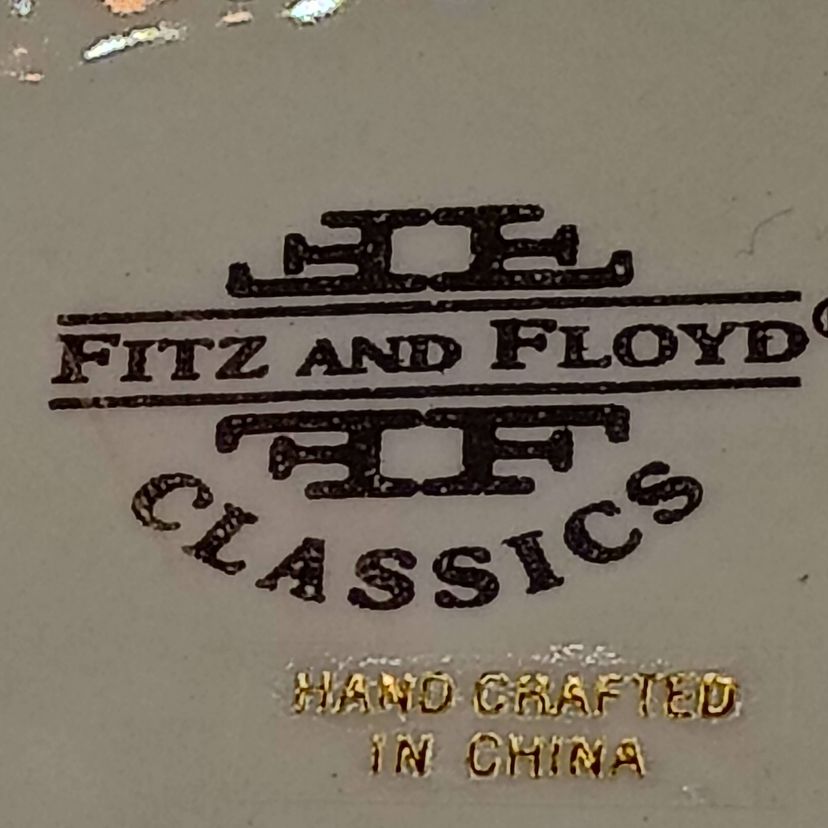 FITZ AND FLOYD®
CLASSICS
HAND CRAFTED
IN CHINA